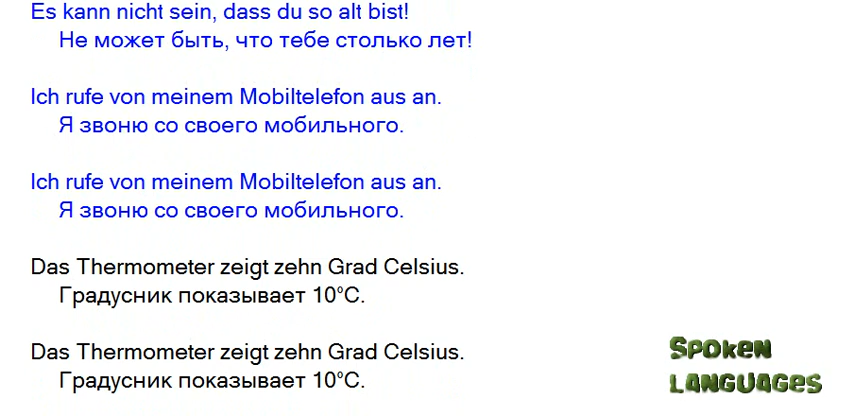 Es kann nicht sein, dass du so alt bist!
Не может быть, что тебе столько лет!
Ich rufe von meinem Mobiltelefon aus an.
Я звоню со своего мобильного.
Ich rufe von meinem Mobiltelefon aus an.
Я звоню со своего мобильного.
Das Thermometer zeigt zehn Grad Celsius.
Градусник показывает 10°C.
Das Thermometer zeigt zehn Grad Celsius.
Градусник показывает 10°C.
Spoken
Languages